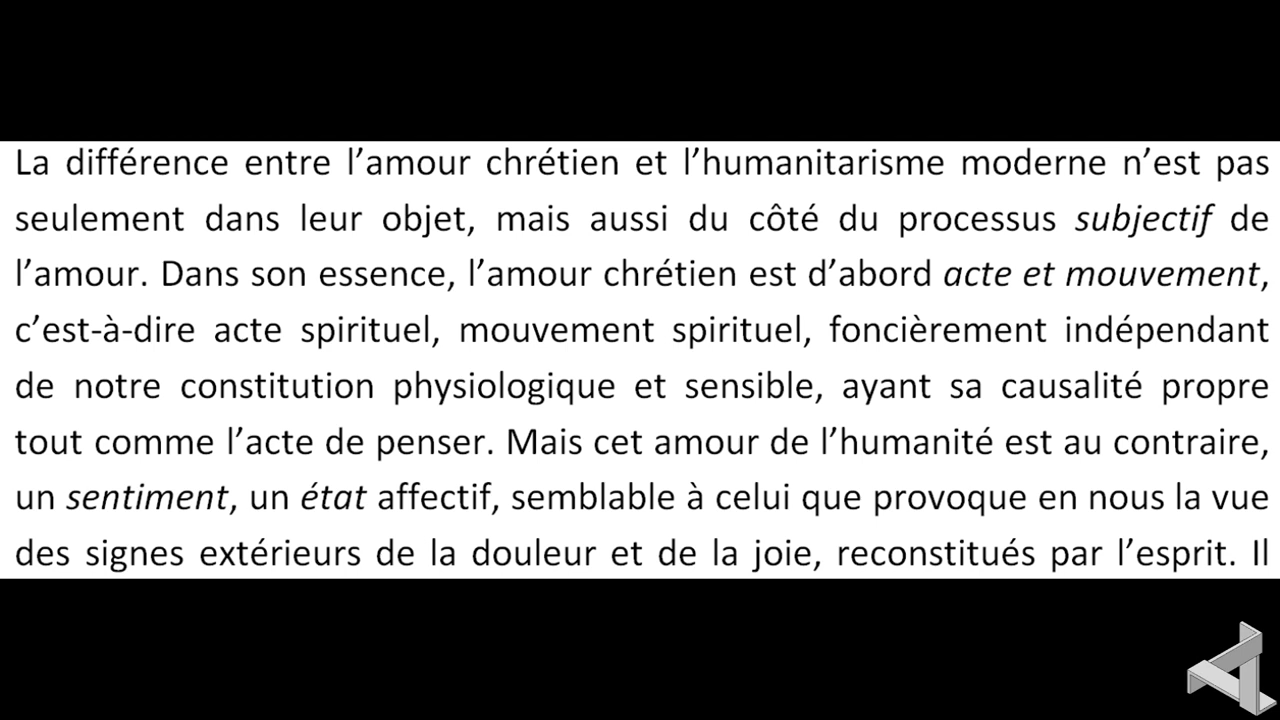 La différence entre l’amour chrétien et l’humanitarisme moderne n’est pas
seulement dans leur objet, mais aussi du côté du processus subjectif de
l’amour. Dans son essence, l’amour chrétien est d’abord acte et mouvement,
c’est-à-dire acte spirituel, mouvement spirituel, foncièrement indépendant
de notre constitution physiologique et sensible, ayant sa causalité propre
tout comme l’acte de penser. Mais cet amour de l’humanité est au contraire,
un sentiment, un état affectif, semblable à celui que provoque en nous la vue
des signes extérieurs de la douleur et de la joie, reconstitués par l’esprit. Il